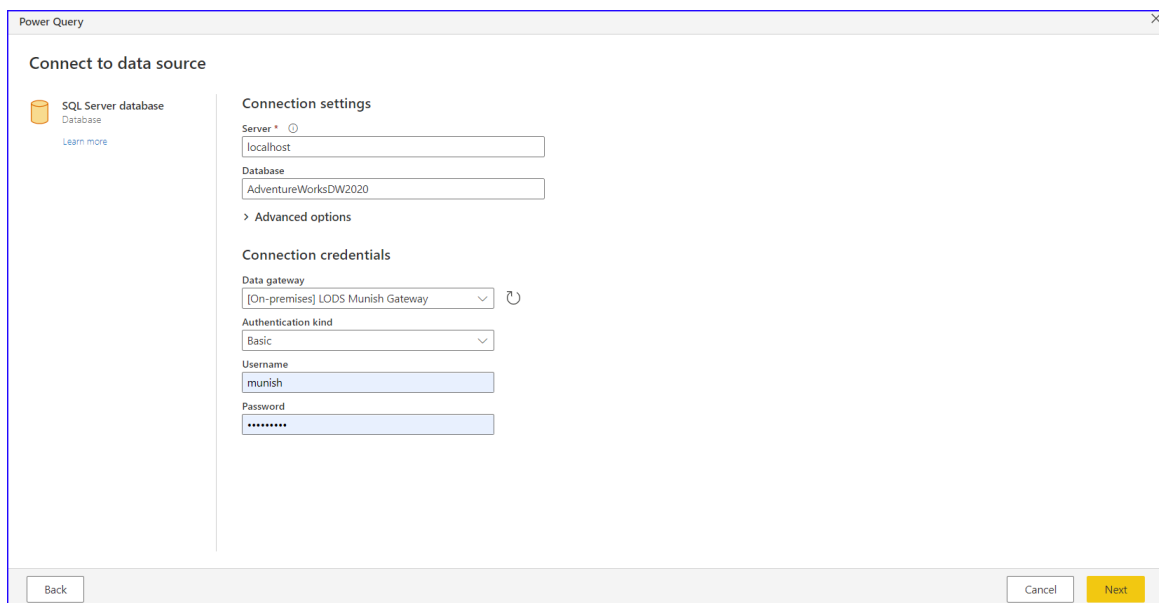 Power Query
Connect to data source
SQL Server database
Database
Learn more
Connection settings
Server *
localhost
Database
AdventureWorksDW2020
Advanced options
Connection credentials
Data gateway
[On-premises] LODS Munish Gateway
Authentication kind
Basic
Username
munish
Password
•••••••••
Back
Cancel
Next